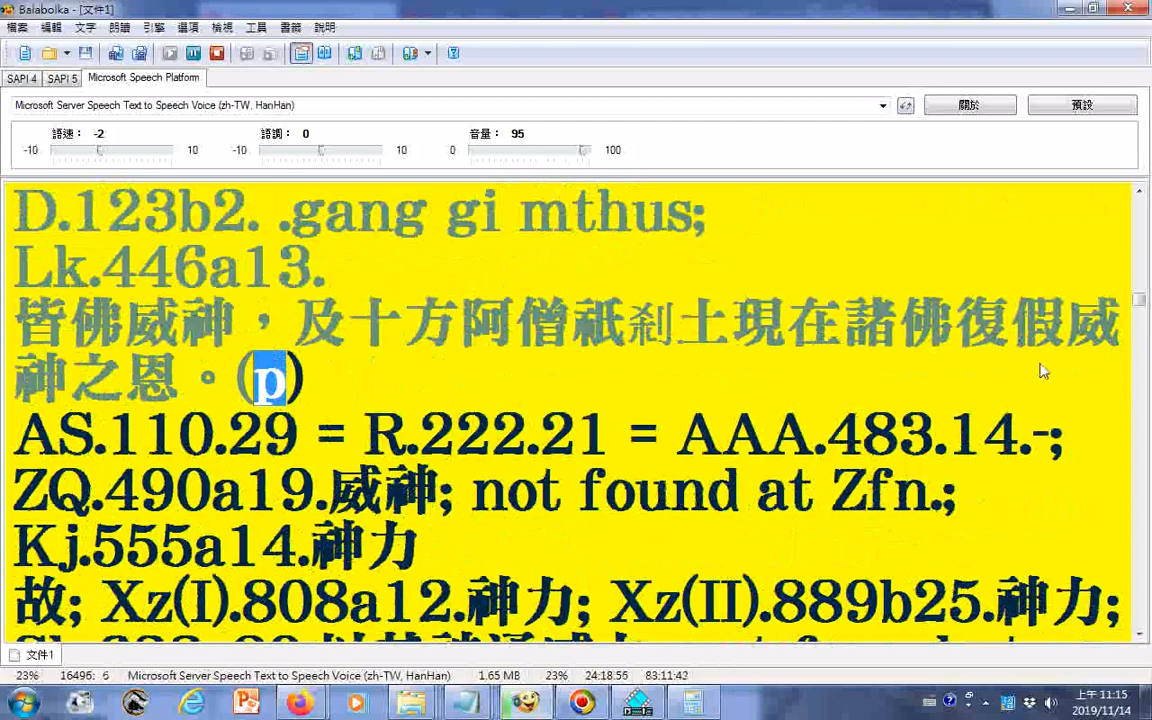 Balabolka - [文件1]
檔案 編輯 文字 朗讀 引擎 選項 檢視 工具 書籤 說明
SAPI 4 SAPI 5 Microsoft Speech Platform
Microsoft Server Speech Text to Speech Voice (zh-TW, HanHan) 關於 預設
語速： -2 語調： 0 音量： 95
-10 10 -10 10 0 100
D.123b2. .gang gi mthus;
Lk.446a13.
皆佛威神，及十方阿僧祇剎土現在諸佛復假威
神之恩。(p)
AS.110.29 = R.222.21 = AAA.483.14.-;
ZQ.490a19.威神; not found at Zfn.;
Kj.555a14.神力
故; Xz(I).808a12.神力; Xz(II).889b25.神力;
文件1
23% 16495: 6 Microsoft Server Speech Text to Speech Voice (zh-TW, HanHan) 1.65 MB 23% 24:18:55 83:11:42
上午 11:15
2019/11/14